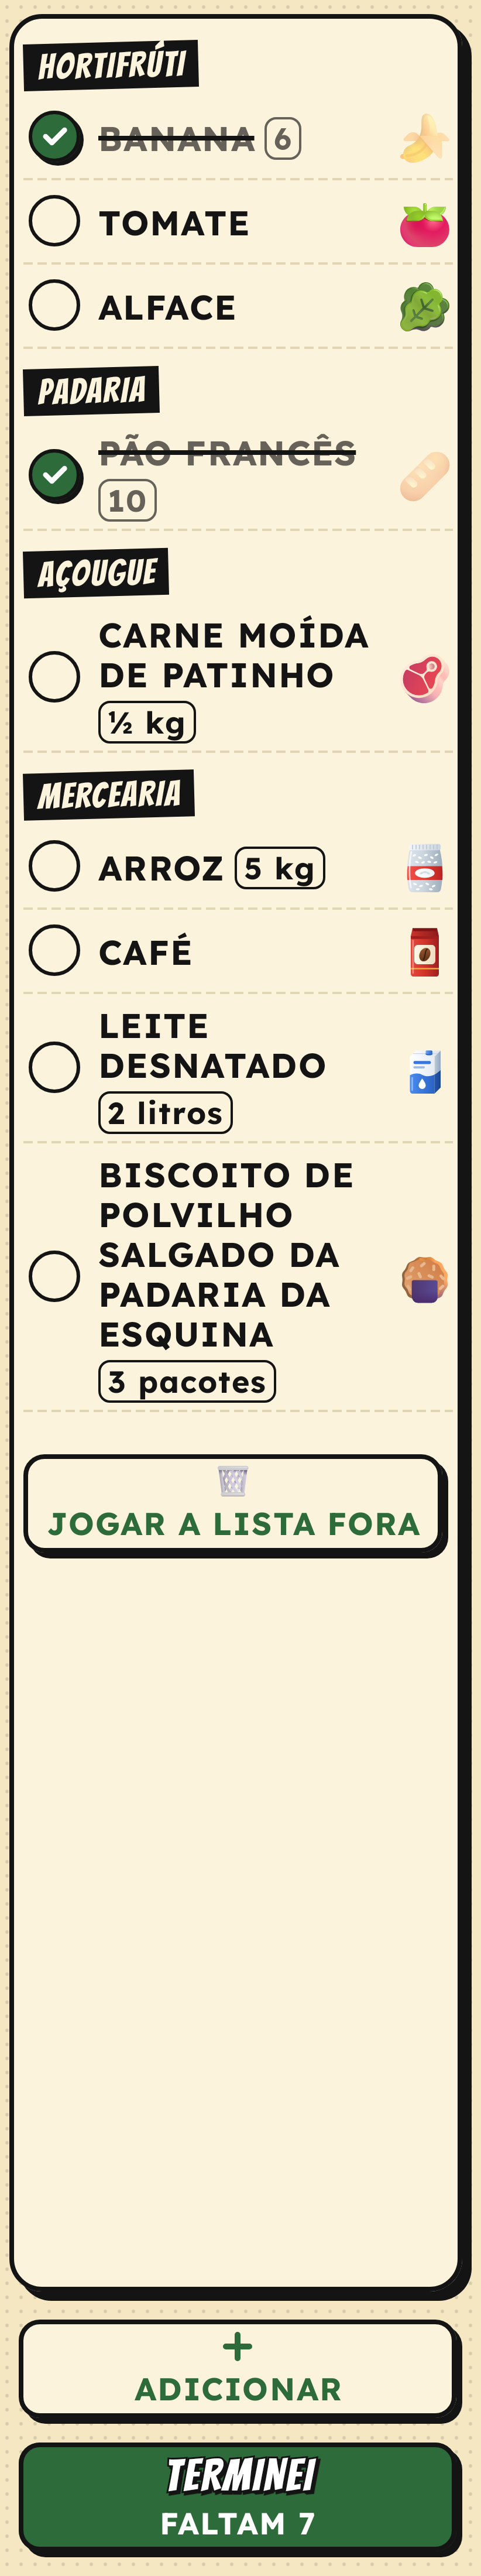 HORTIFRÚTI
BANANA 6
TOMATE
ALFACE
PADARIA
PÃO FRANCÊS
10
AÇOUGUE
CARNE MOÍDA
DE PATINHO
½ kg
MERCEARIA
ARROZ 5 kg
CAFÉ
LEITE
DESNATADO
2 litros
BISCOITO DE
POLVILHO
SALGADO DA
PADARIA DA
ESQUINA
3 pacotes
JOGAR A LISTA FORA
ADICIONAR
TERMINEI
FALTAM 7